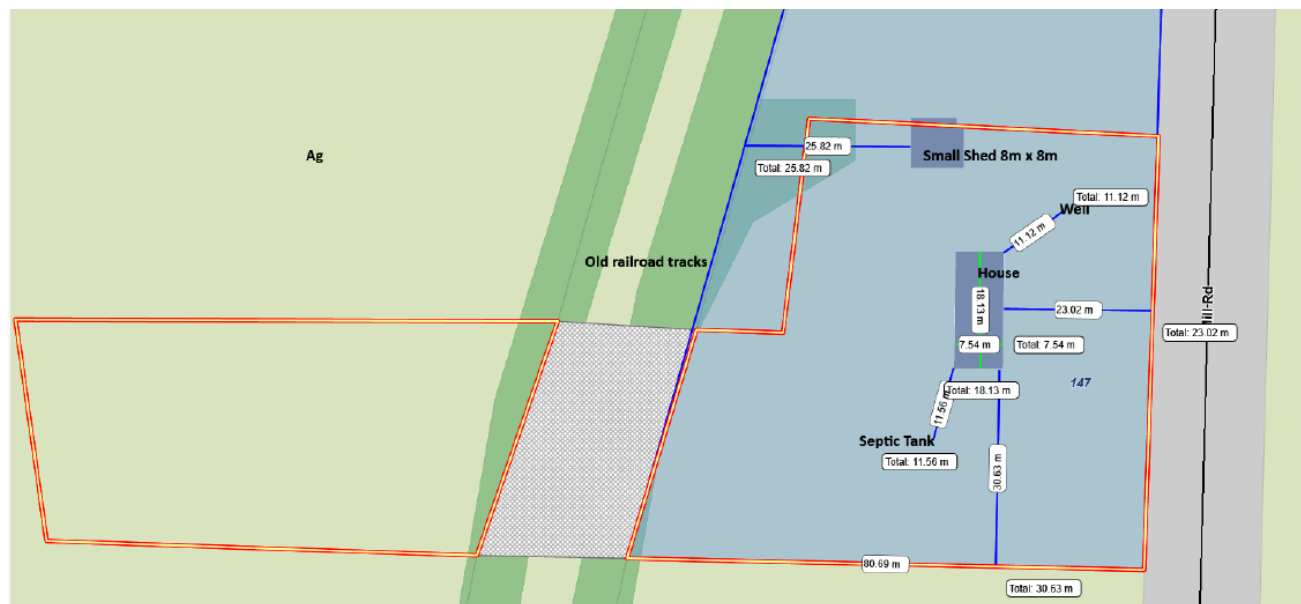 25.82 m
Ag
Small Shed 8m x 8m
Total: 25.82 m
Total: 11.12 m
Well
11.12 m
Old railroad tracks
House
18.13 m
23.02 m
Total: 23.02 m
7.54 m
Total: 7.54 m
147
Total: 18.13 m
11.56 m
Septic Tank
Total: 11.56 m
30.63 m
80.69 m
Total: 30.63 m